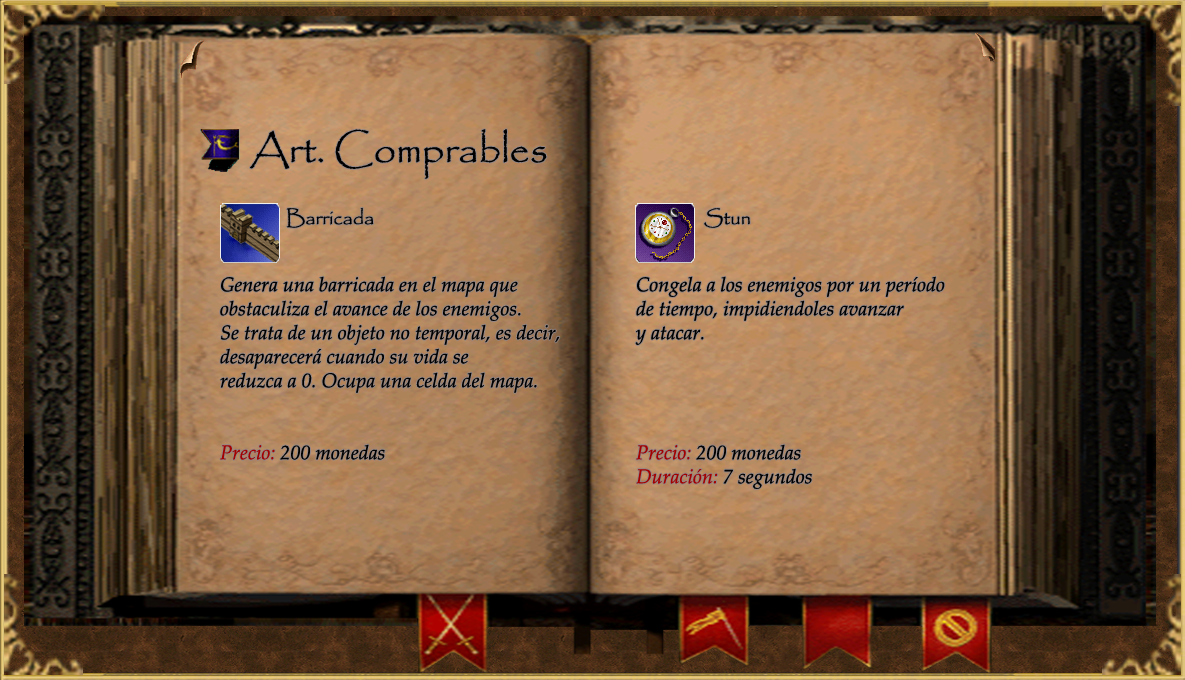 Art. Comprables
Barricada
Genera una barricada en el mapa que
obstaculiza el avance de los enemigos.
Se trata de un objeto no temporal, es decir,
desaparecerá cuando su vida se
reduzca a 0. Ocupa una celda del mapa.
Precio: 200 monedas
Stun
Congela a los enemigos por un período
de tiempo, impidiendoles avanzar
y atacar.
Precio: 200 monedas
Duración: 7 segundos